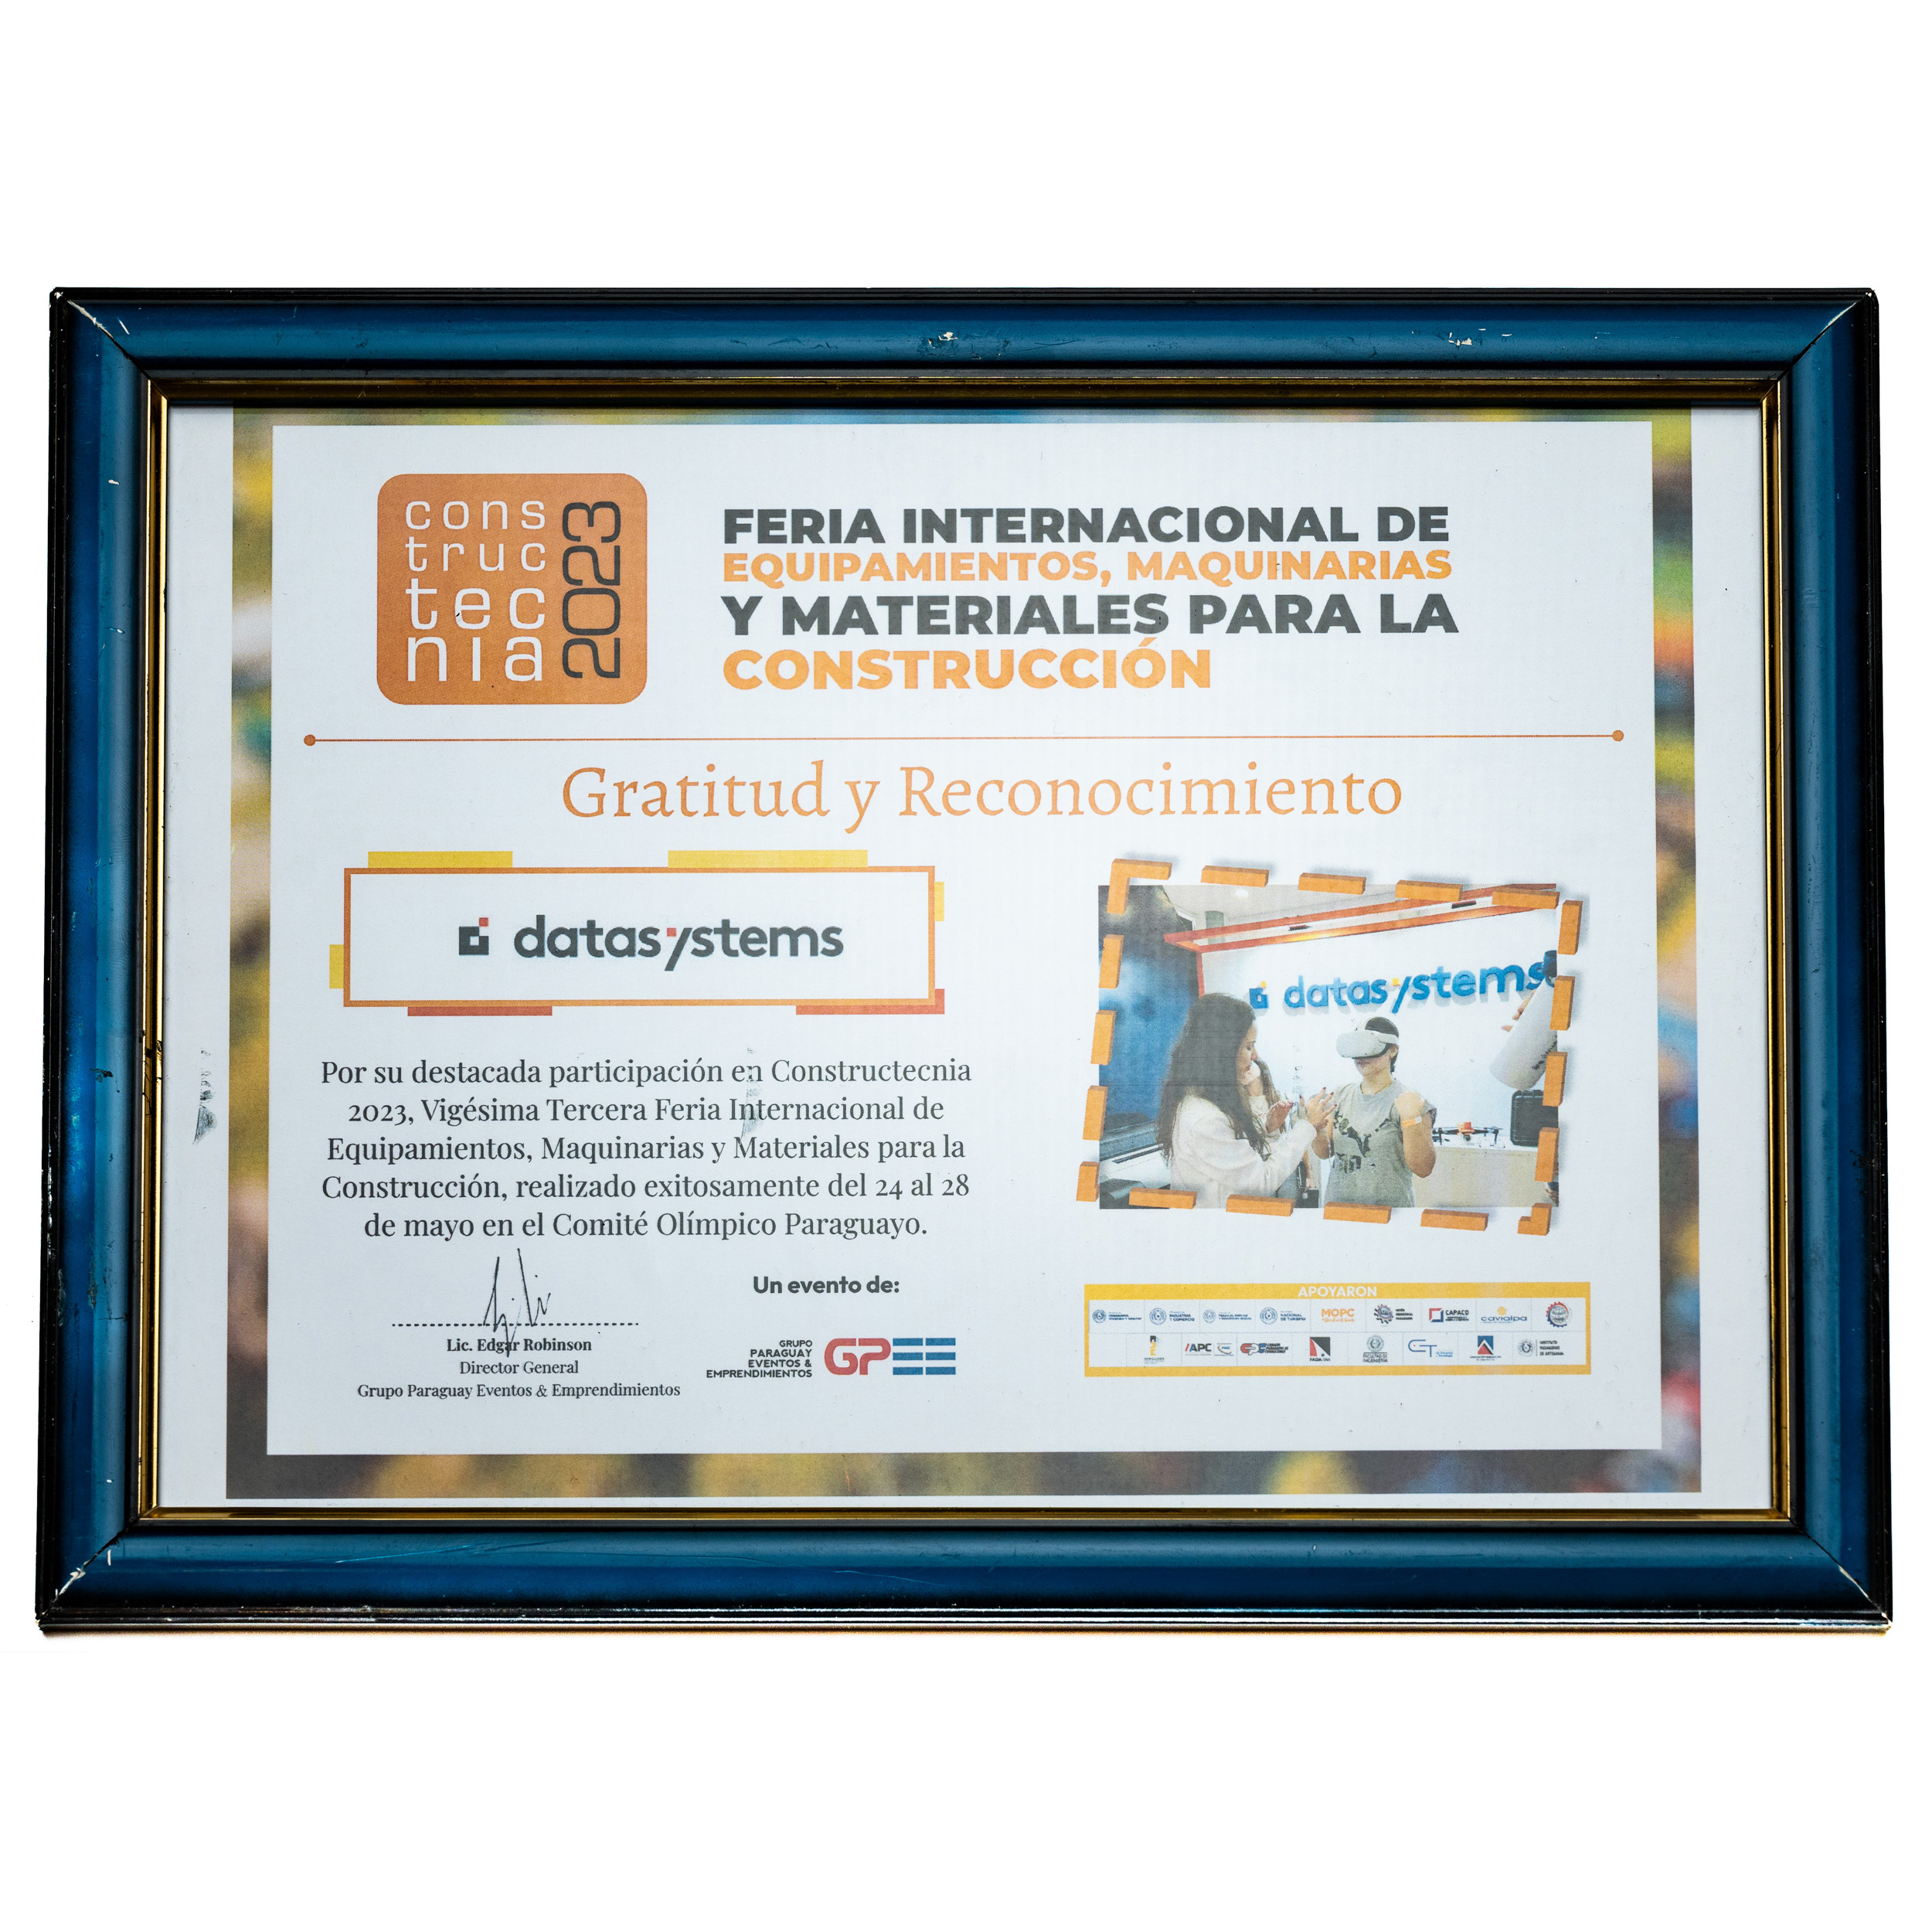 cons
truc
tec
nia
2023
FERIA INTERNACIONAL DE
EQUIPAMIENTOS, MAQUINARIAS
Y MATERIALES PARA LA
CONSTRUCCIÓN
Gratitud y Reconocimiento
datasystems
datasystems
Por su destacada participación en Constructecnia
2023, Vigésima Tercera Feria Internacional de
Equipamientos, Maquinarias y Materiales para la
Construcción, realizado exitosamente del 24 al 28
de mayo en el Comité Olímpico Paraguayo.
Lic. Edgar Robinson
Director General
Grupo Paraguay Eventos & Emprendimientos
Un evento de:
GRUPO
PARAGUAY
EVENTOS &
EMPRENDIMIENTOS
GPEE
APOYARON
MOPC
CAPACO
cavialpa
APC